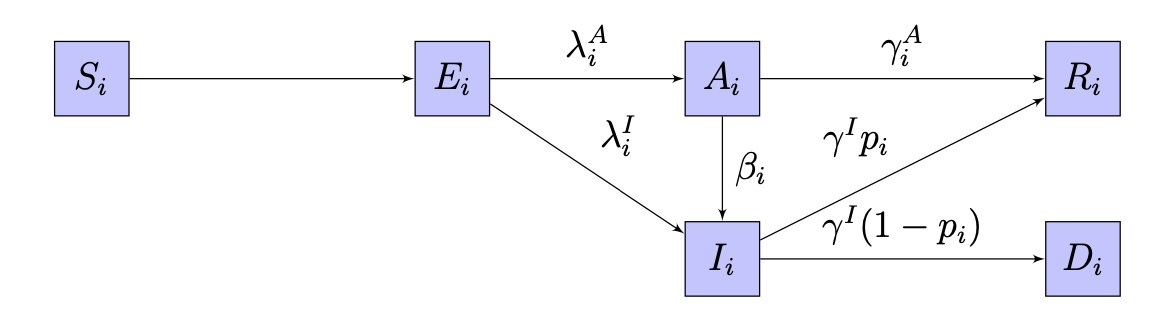 λ_i^A γ_i^A
S_i E_i A_i R_i
λ_i^I γ^I p_i
β_i
γ^I(1 − p_i)
I_i D_i